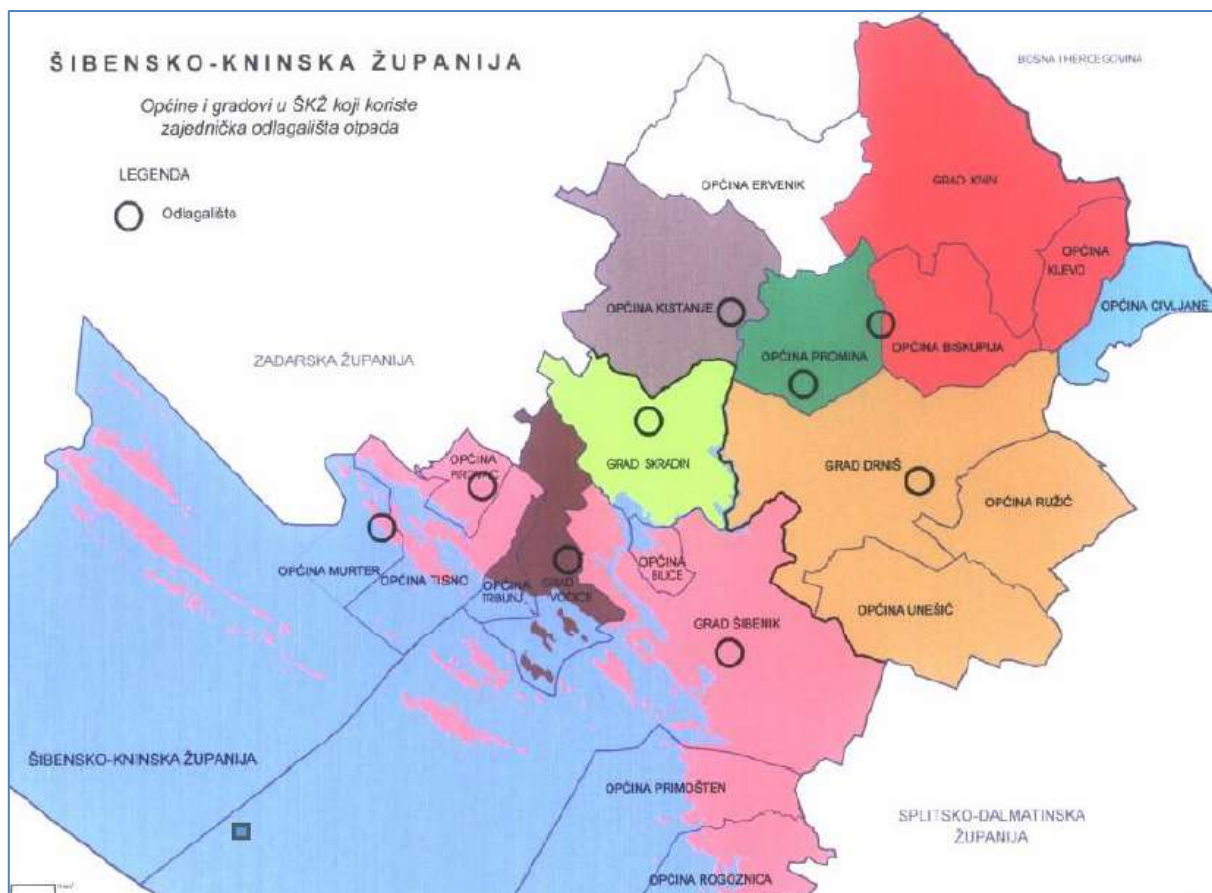 ŠIBENSKO-KNINSKA ŽUPANIJA
Općine i gradovi u ŠKŽ koji koriste
zajednička odlagališta otpada
LEGENDA
Odlagališta
BOSNA I HERCEGOVINA
OPĆINA ERVENIK
GRAD KNIN
OPĆINA
KIJEVO
OPĆINA CIVLJANE
OPĆINA KISTANJE
OPĆINA PROMINA
OPĆINA BISKUPIJA
ZADARSKA ŽUPANIJA
GRAD SKRADIN
GRAD DRNIŠ
OPĆINA RUŽIĆ
OPĆINA
PIROVAC
OPĆINA MURTER
OPĆINA TISNO
OPĆINA
TRBUNJ
GRAD
VODICE
OPĆINA
BILICE
OPĆINA UNEŠIĆ
GRAD ŠIBENIK
ŠIBENSKO-KNINSKA ŽUPANIJA
OPĆINA PRIMOŠTEN
SPLITSKO-DALMATINSKA
ŽUPANIJA
OPĆINA ROGOZNICA